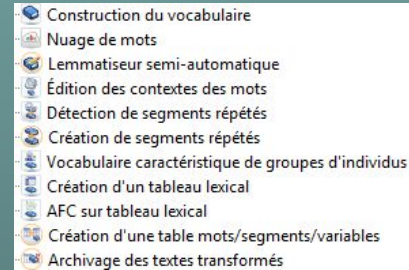 Construction du vocabulaire
Nuage de mots
Lemmatiseur semi-automatique
Édition des contextes des mots
Détection de segments répétés
Création de segments répétés
Vocabulaire caractéristique de groupes d'individus
Création d'un tableau lexical
AFC sur tableau lexical
Création d'une table mots/segments/variables
Archivage des textes transformés